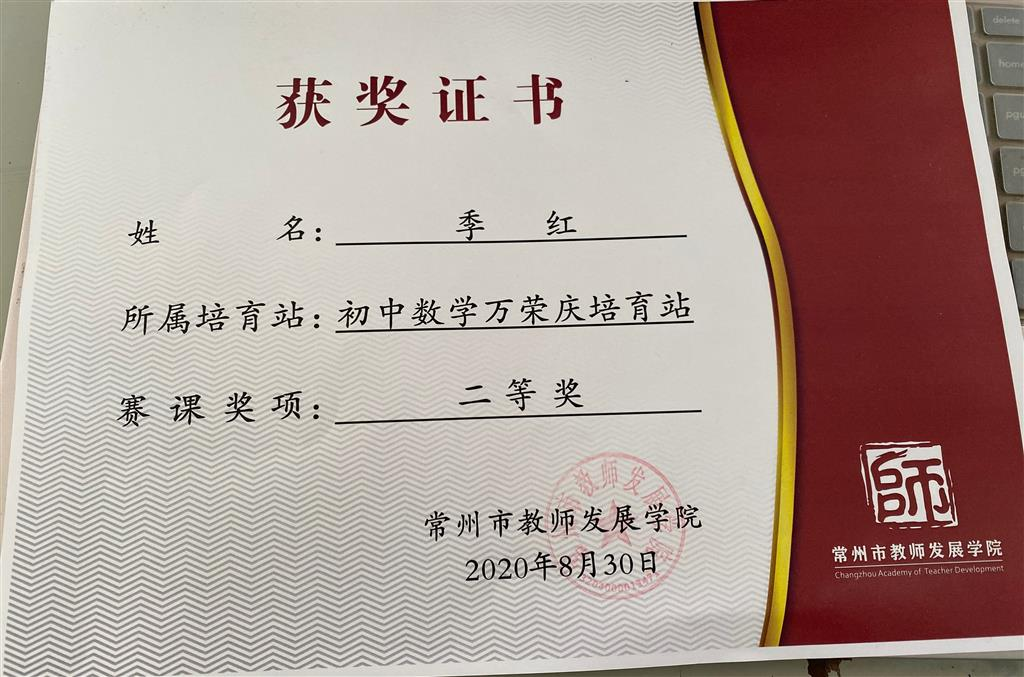 获奖证书
姓名：季红
所属培育站：初中数学万荣庆培育站
赛课奖项：二等奖
常州市教师发展学院
2020年8月30日
師
常州市教师发展学院
Changzhou Academy of Teacher Development
delete
home